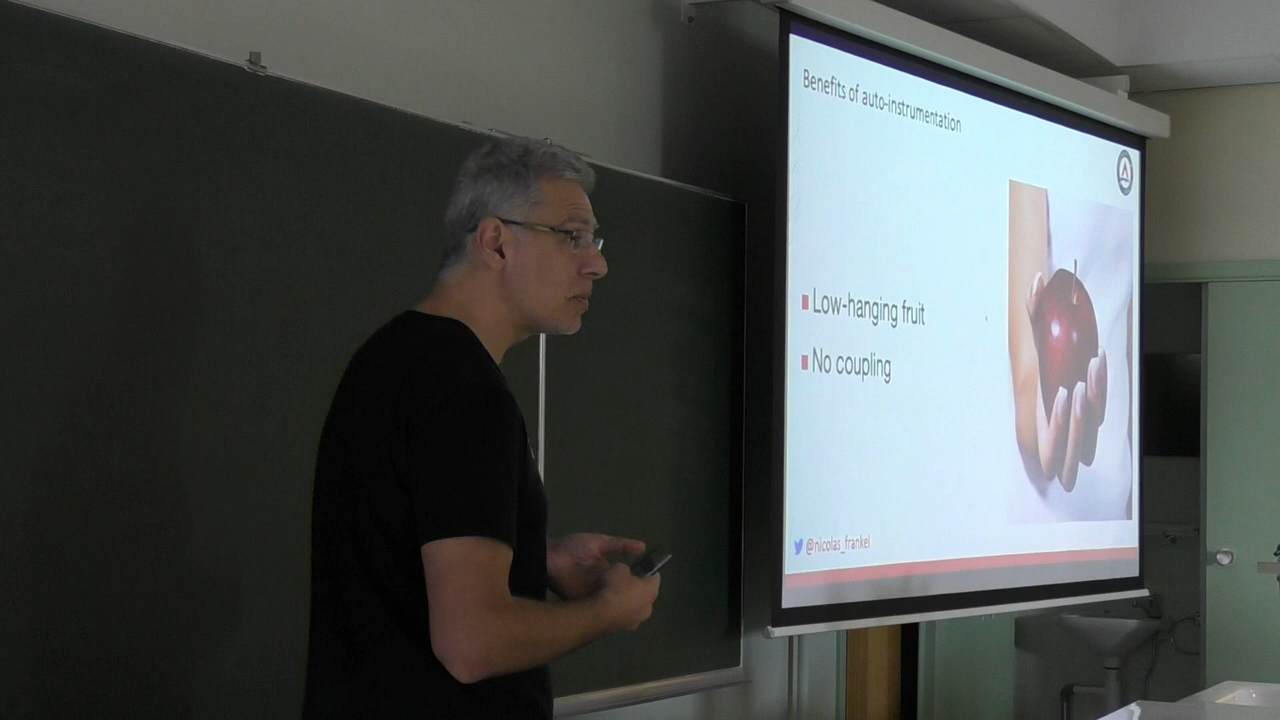 Benefits of auto-instrumentation
Low-hanging fruit
No coupling
@nicolas_frankel